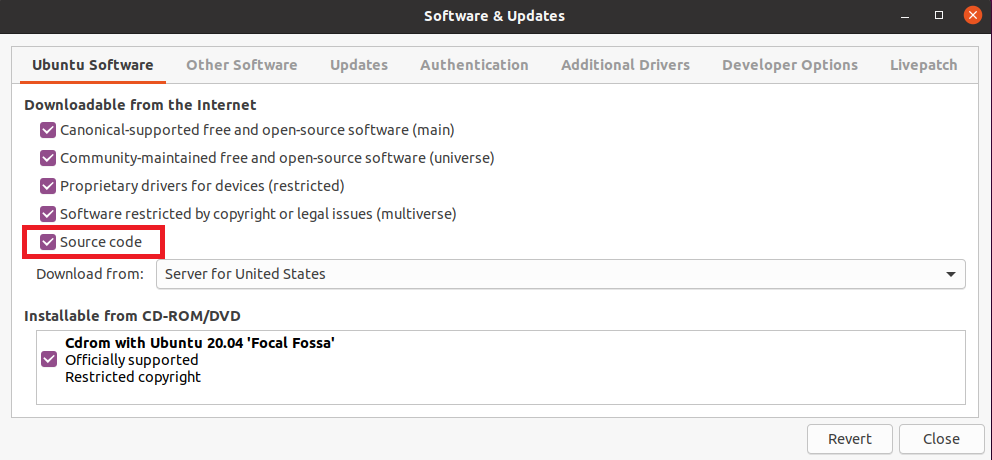 Software & Updates
Ubuntu Software Other Software Updates Authentication Additional Drivers Developer Options Livepatch
Downloadable from the Internet
Canonical-supported free and open-source software (main)
Community-maintained free and open-source software (universe)
Proprietary drivers for devices (restricted)
Software restricted by copyright or legal issues (multiverse)
Source code
Download from: Server for United States
Installable from CD-ROM/DVD
Cdrom with Ubuntu 20.04 'Focal Fossa'
Officially supported
Restricted copyright
Revert Close